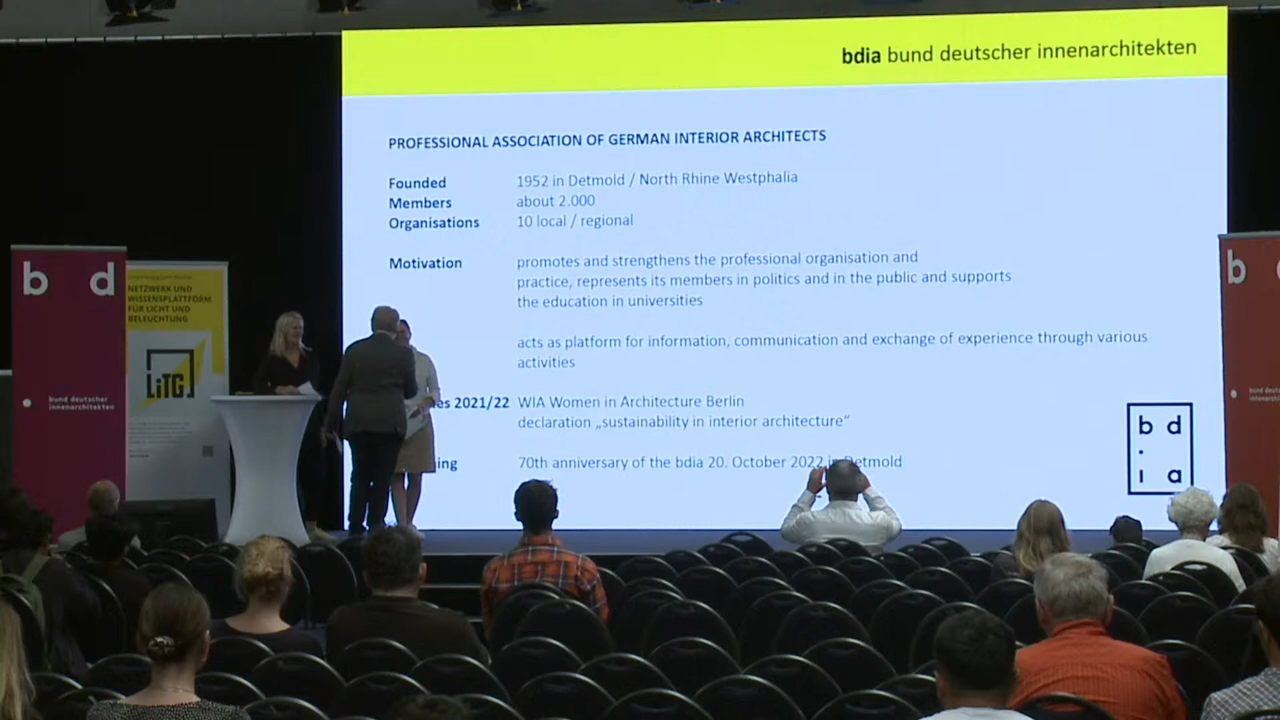 bdia bund deutscher innenarchitekten
PROFESSIONAL ASSOCIATION OF GERMAN INTERIOR ARCHITECTS
Founded 1952 in Detmold / North Rhine Westphalia
Members about 2.000
Organisations 10 local / regional
Motivation promotes and strengthens the professional organisation and
practice, represents its members in politics and in the public and supports
the education in universities
acts as platform for information, communication and exchange of experience through various
activities
2021/22 WIA Women in Architecture Berlin
declaration „sustainability in interior architecture“
70th anniversary of the bdia 20. October 2022 in Detmold
b d
i a
b d
bund deutscher
innenarchitekten
NETZWERK UND
WISSENSPLATTFORM
FÜR LICHT UND
BELEUCHTUNG
LiTG
b